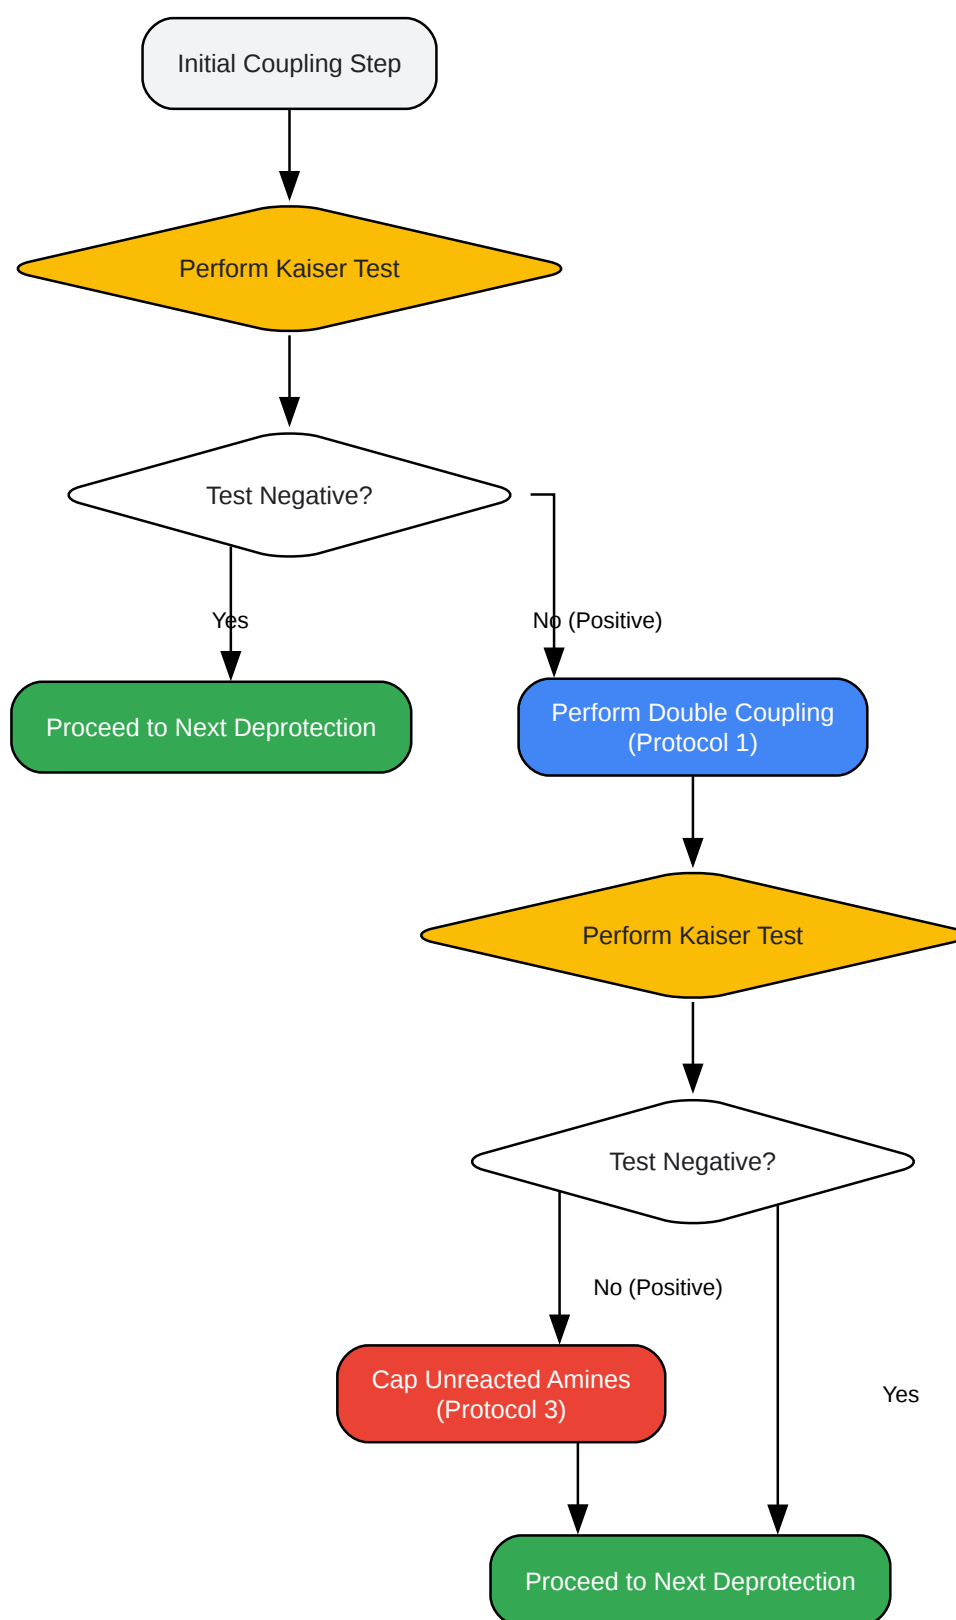 Initial Coupling Step
Perform Kaiser Test
Test Negative?
Yes
No (Positive)
Proceed to Next Deprotection
Perform Double Coupling
(Protocol 1)
Perform Kaiser Test
Test Negative?
No (Positive)
Cap Unreacted Amines
(Protocol 3)
Yes
Proceed to Next Deprotection